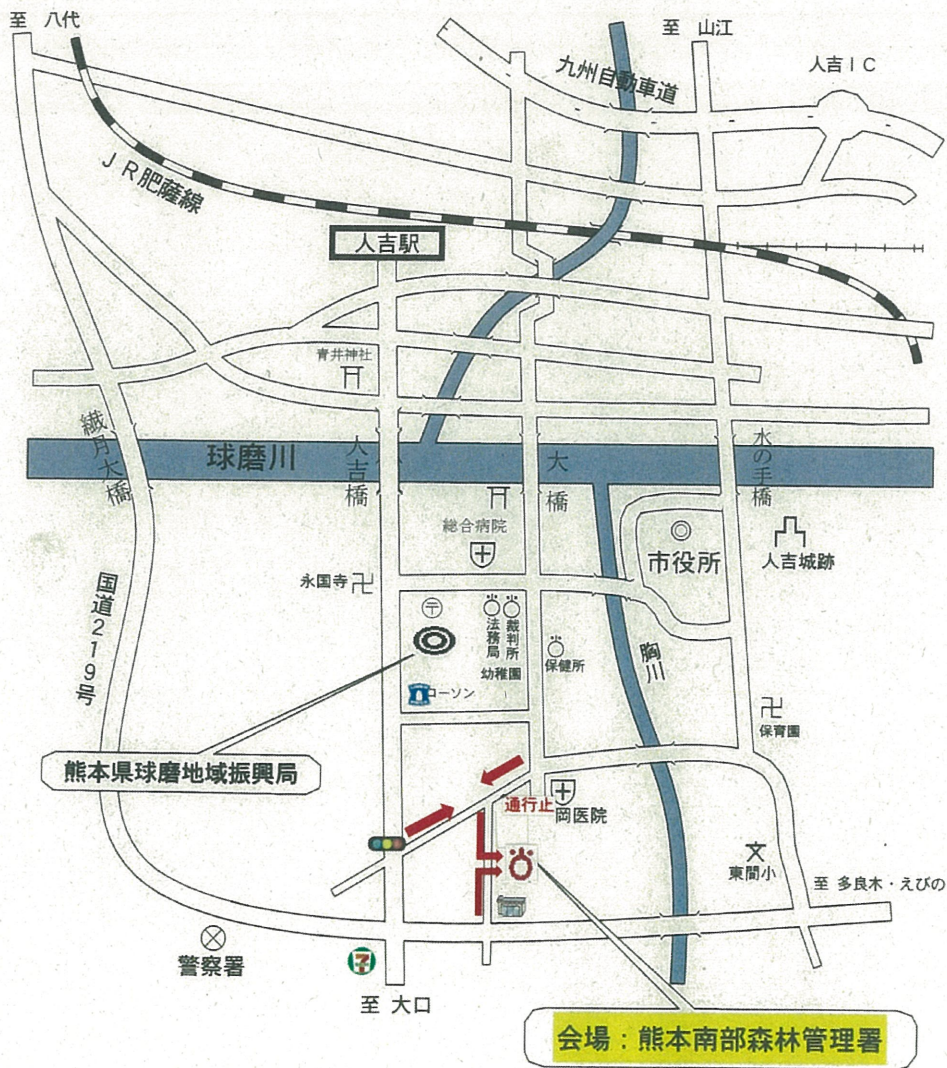 至 八代
至 山江
九州自動車道
人吉IC
JR肥薩線
人吉駅
青井神社
繊月大橋
球磨川
人吉橋
大橋
水の手橋
総合病院
市役所
人吉城跡
永国寺
国道219号
〒
法務局
裁判所
幼稚園
保健所
胸川
ローソン
保育園
熊本県球磨地域振興局
通行止
岡医院
東間小
至 多良木・えびの
警察署
7
至 大口
会場:熊本南部森林管理署